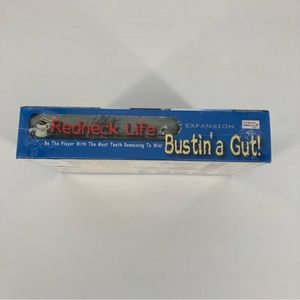 Redneck Life
EXPANSION
Be The Player With The Most Teeth Remaining To Win!
Bustin' a Gut!